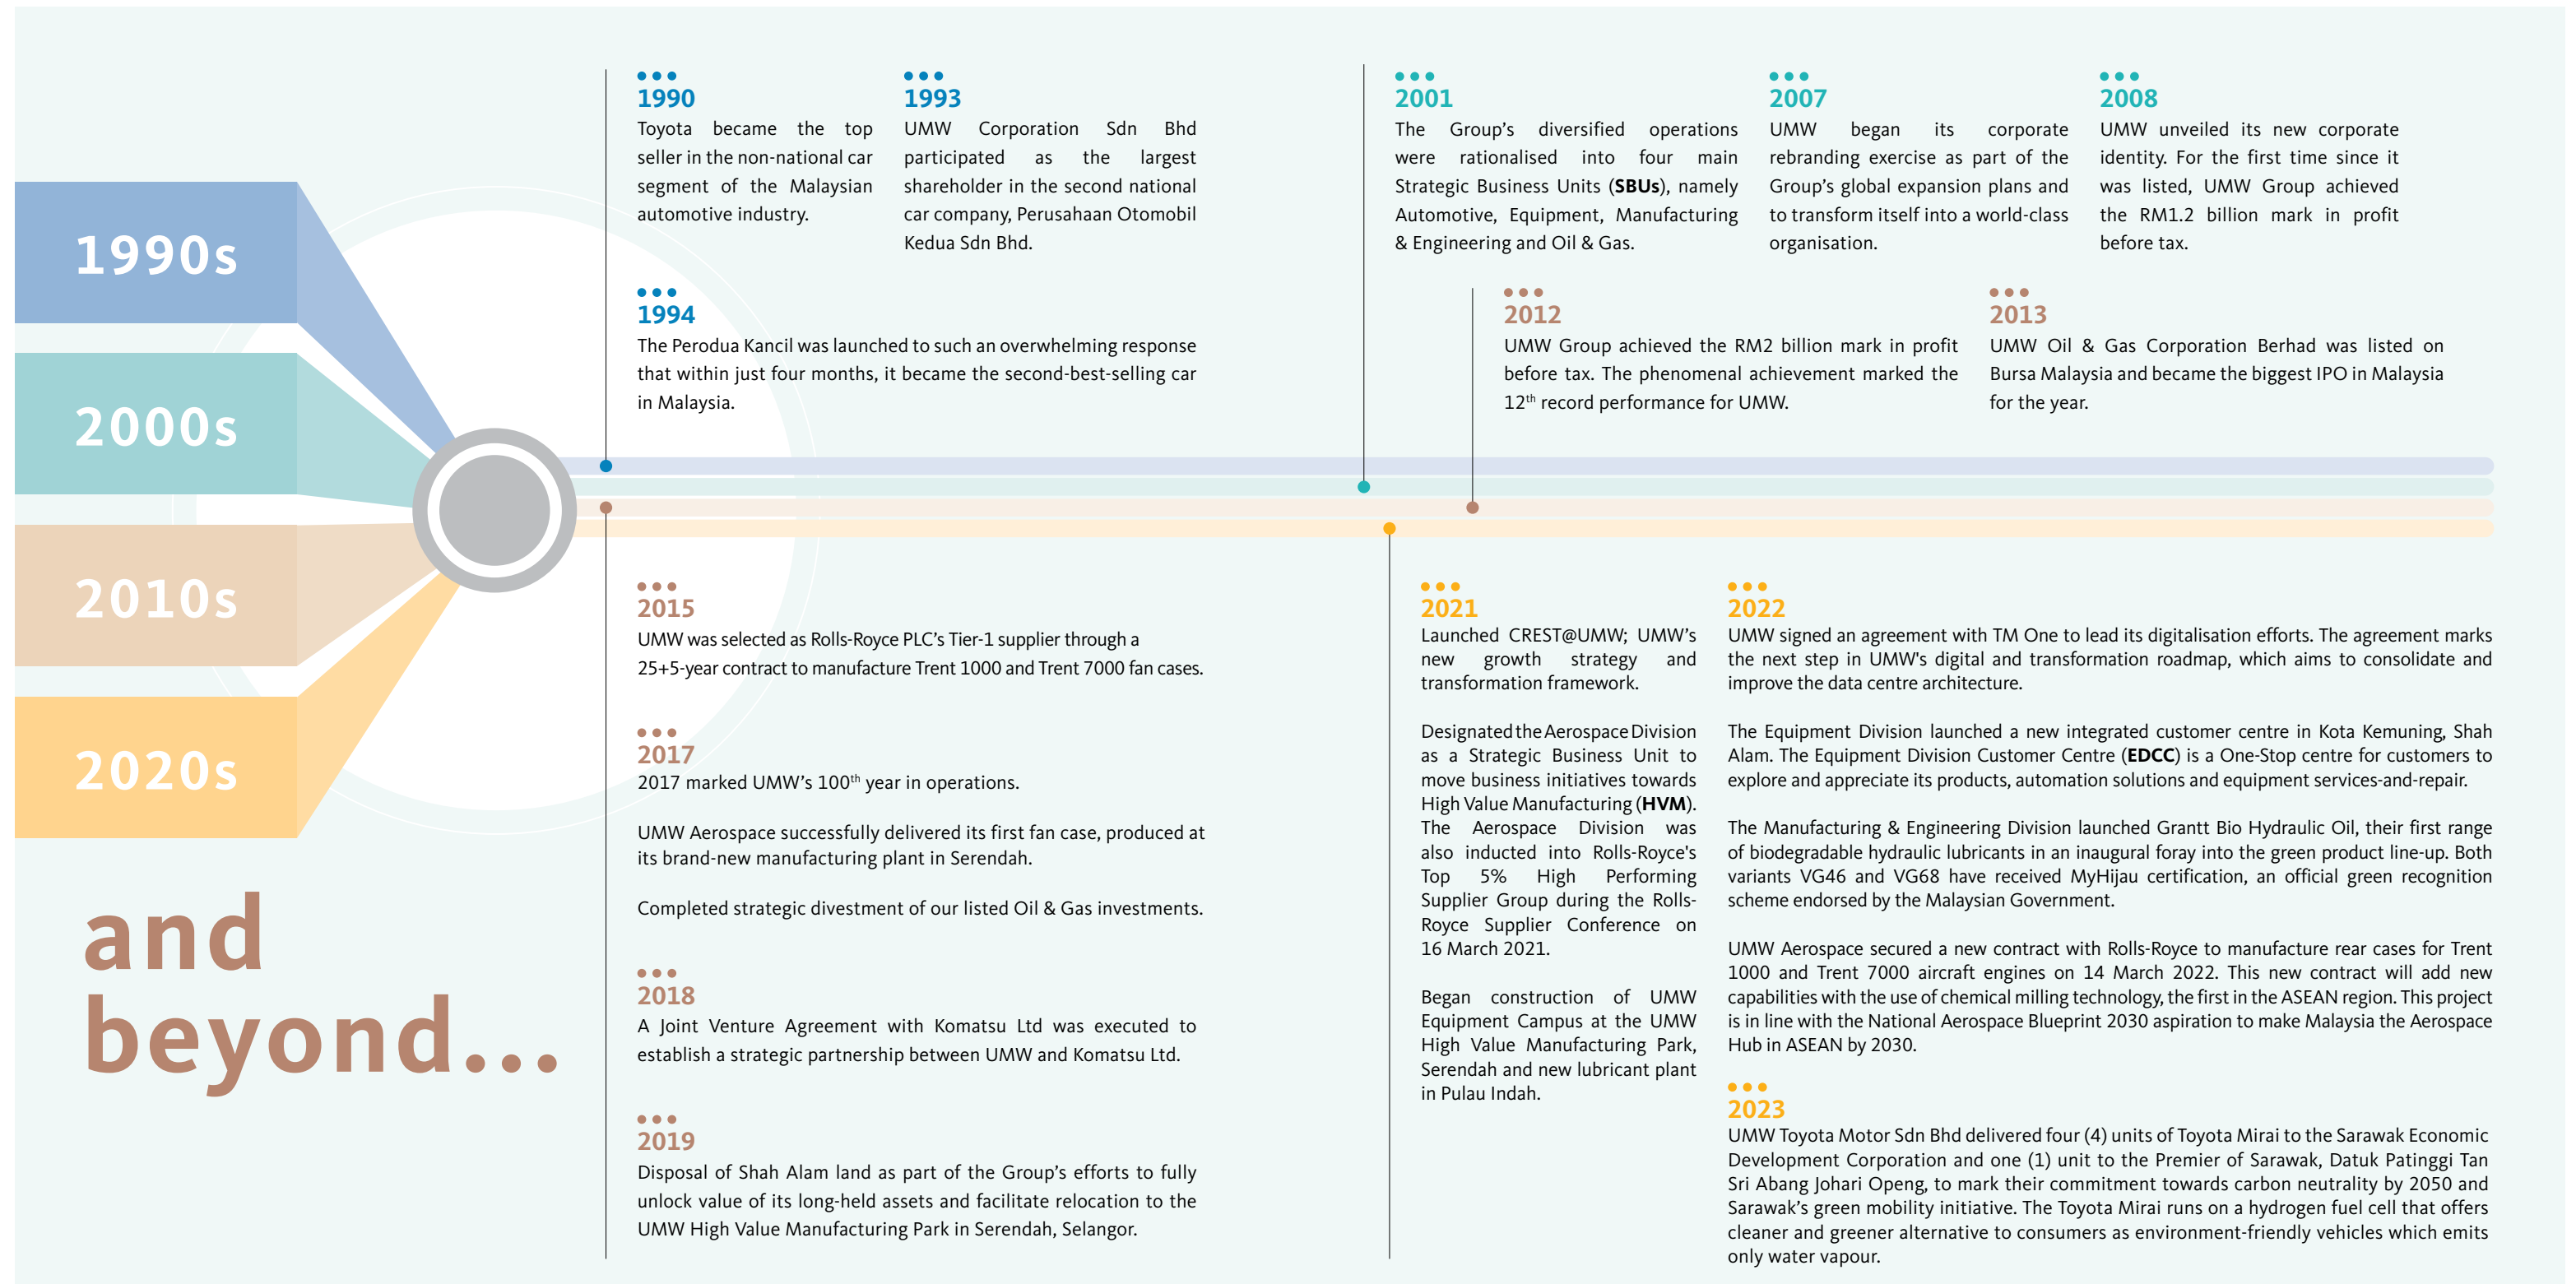 1990s
2000s
2010s
2020s
and
beyond...
1990
Toyota became the top
seller in the non-national car
segment of the Malaysian
automotive industry.
1993
UMW Corporation Sdn Bhd
participated as the largest
shareholder in the second national
car company, Perusahaan Otomobil
Kedua Sdn Bhd.
1994
The Perodua Kancil was launched to such an overwhelming response
that within just four months, it became the second-best-selling car
in Malaysia.
2001
The Group's diversified operations
were rationalised into four main
Strategic Business Units (SBUs), namely
Automotive, Equipment, Manufacturing
& Engineering and Oil & Gas.
2007
UMW began its corporate
rebranding exercise as part of the
Group's global expansion plans and
to transform itself into a world-class
organisation.
2008
UMW unveiled its new corporate
identity. For the first time since it
was listed, UMW Group achieved
the RM1.2 billion mark in profit
before tax.
2012
UMW Group achieved the RM2 billion mark in profit
before tax. The phenomenal achievement marked the
12th record performance for UMW.
2013
UMW Oil & Gas Corporation Berhad was listed on
Bursa Malaysia and became the biggest IPO in Malaysia
for the year.
2015
UMW was selected as Rolls-Royce PLC's Tier-1 supplier through a
25+5-year contract to manufacture Trent 1000 and Trent 7000 fan cases.
2017
2017 marked UMW's 100th year in operations.
UMW Aerospace successfully delivered its first fan case, produced at
its brand-new manufacturing plant in Serendah.
Completed strategic divestment of our listed Oil & Gas investments.
2018
A Joint Venture Agreement with Komatsu Ltd was executed to
establish a strategic partnership between UMW and Komatsu Ltd.
2019
Disposal of Shah Alam land as part of the Group's efforts to fully
unlock value of its long-held assets and facilitate relocation to the
UMW High Value Manufacturing Park in Serendah, Selangor.
2021
Launched CREST@UMW; UMW's
new growth strategy and
transformation framework.
Designated the Aerospace Division
as a Strategic Business Unit to
move business initiatives towards
High Value Manufacturing (HVM).
The Aerospace Division was
also inducted into Rolls-Royce's
Top 5% High Performing
Supplier Group during the Rolls-
Royce Supplier Conference on
16 March 2021.
Began construction of UMW
Equipment Campus at the UMW
High Value Manufacturing Park,
Serendah and new lubricant plant
in Pulau Indah.
2022
UMW signed an agreement with TM One to lead its digitalisation efforts. The agreement marks
the next step in UMW's digital and transformation roadmap, which aims to consolidate and
improve the data centre architecture.
The Equipment Division launched a new integrated customer centre in Kota Kemuning, Shah
Alam. The Equipment Division Customer Centre (EDCC) is a One-Stop centre for customers to
explore and appreciate its products, automation solutions and equipment services-and-repair.
The Manufacturing & Engineering Division launched Grantt Bio Hydraulic Oil, their first range
of biodegradable hydraulic lubricants in an inaugural foray into the green product line-up. Both
variants VG46 and VG68 have received MyHijau certification, an official green recognition
scheme endorsed by the Malaysian Government.
UMW Aerospace secured a new contract with Rolls-Royce to manufacture rear cases for Trent
1000 and Trent 7000 aircraft engines on 14 March 2022. This new contract will add new
capabilities with the use of chemical milling technology, the first in the ASEAN region. This project
is in line with the National Aerospace Blueprint 2030 aspiration to make Malaysia the Aerospace
Hub in ASEAN by 2030.
2023
UMW Toyota Motor Sdn Bhd delivered four (4) units of Toyota Mirai to the Sarawak Economic
Development Corporation and one (1) unit to the Premier of Sarawak, Datuk Patinggi Tan
Sri Abang Johari Openg, to mark their commitment towards carbon neutrality by 2050 and
Sarawak's green mobility initiative. The Toyota Mirai runs on a hydrogen fuel cell that offers
cleaner and greener alternative to consumers as environment-friendly vehicles which emits
only water vapour.